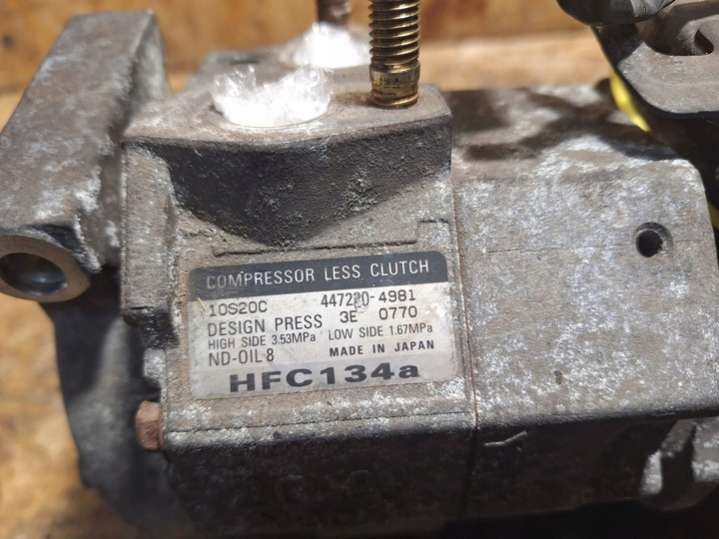 COMPRESSOR LESS CLUTCH
10S20C 447220-4981
DESIGN PRESS 3E 0770
HIGH SIDE 3.53MPa LOW SIDE 1.67MPa
ND-OIL 8 MADE IN JAPAN
HFC134a